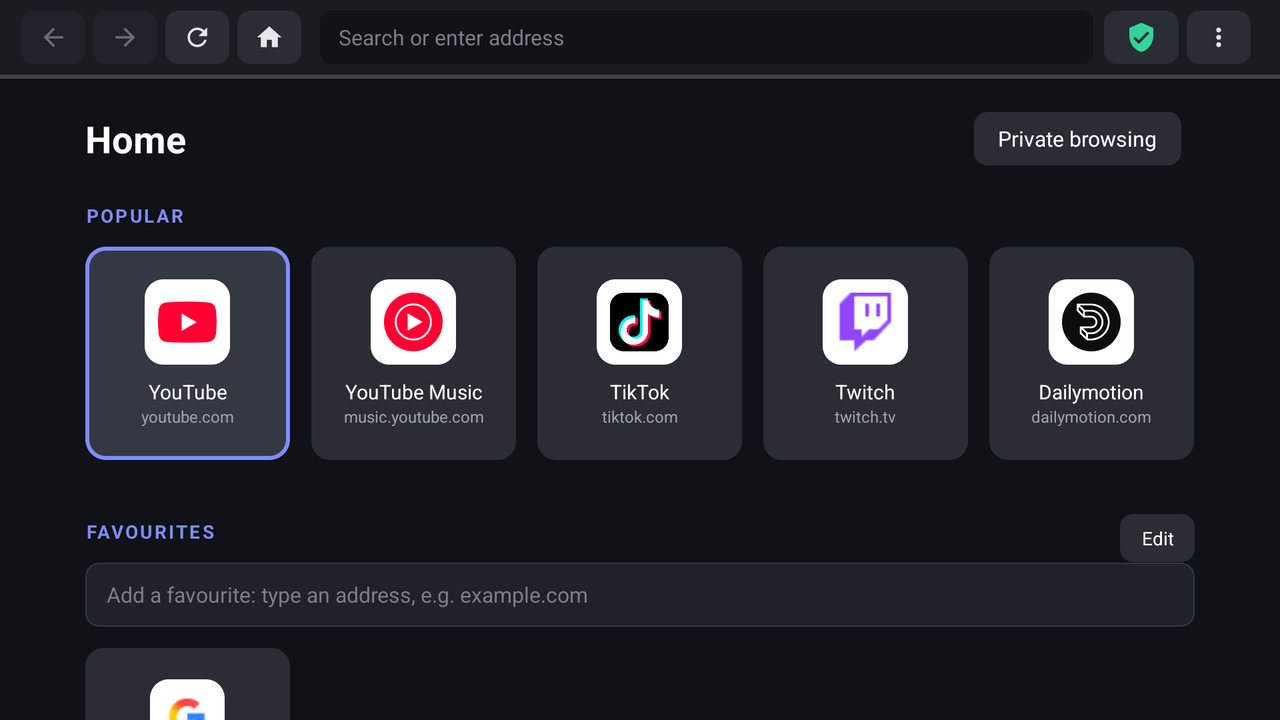 Search or enter address
Home
Private browsing
POPULAR
YouTube
youtube.com
YouTube Music
music.youtube.com
TikTok
tiktok.com
Twitch
twitch.tv
Dailymotion
dailymotion.com
FAVOURITES
Edit
Add a favourite: type an address, e.g. example.com